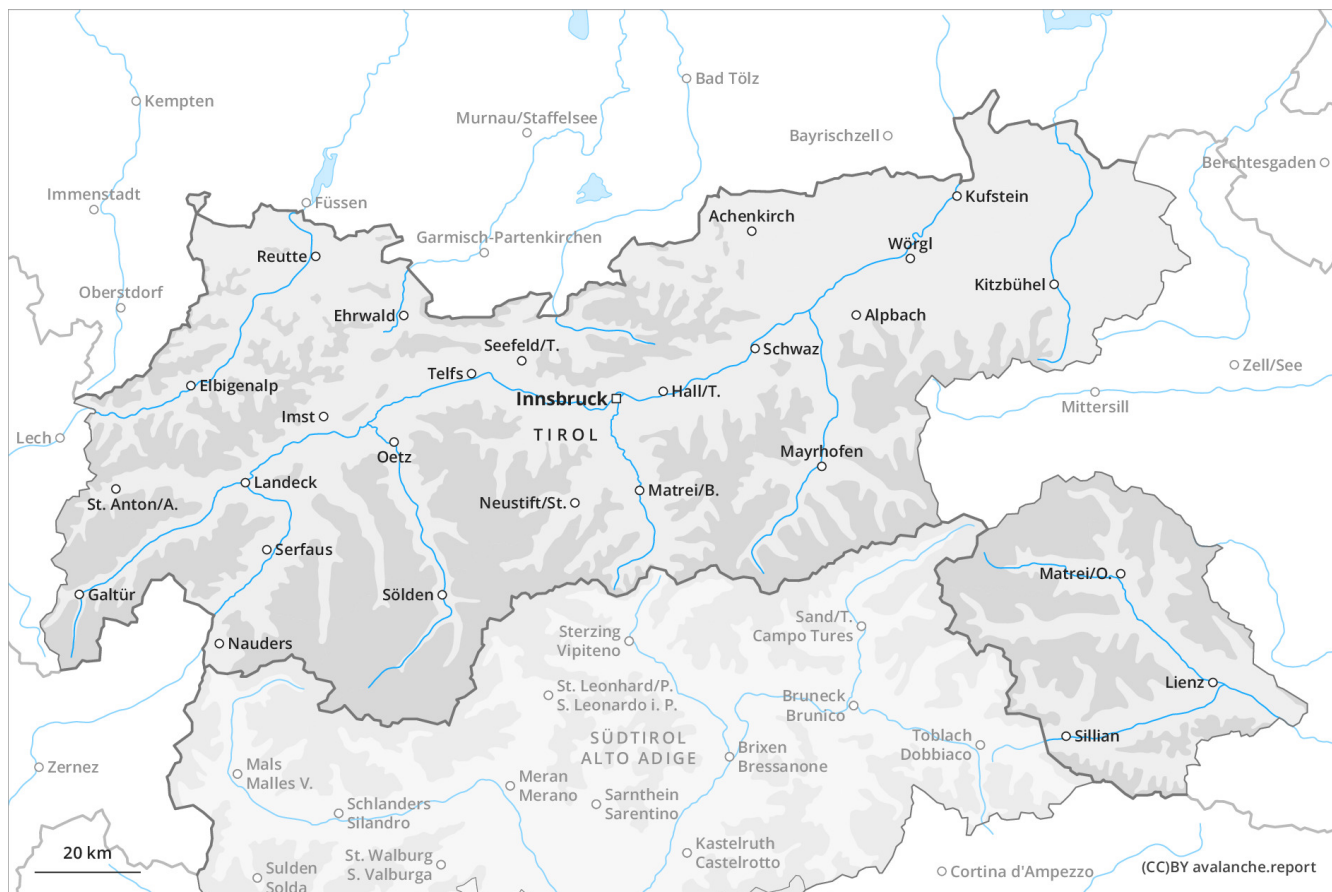 Bad Tölz
Kempten
Murnau/Staffelsee
Bayrischzell
Berchtesgaden
Immenstadt
Füssen
Kufstein
Achenkirch
Garmisch-Partenkirchen
Wörgl
Reutte
Kitzbühel
Oberstdorf
Ehrwald
Alpbach
Seefeld/T.
Schwaz
Zell/See
Telfs
Elbigenalp
Hall/T.
Innsbruck
Mittersill
Imst
TIROL
Lech
Oetz
Mayrhofen
Landeck
Matrei/B.
St. Anton/A.
Neustift/St.
Serfaus
Matrei/O.
Galtür
Sölden
Sand/T.
Campo Tures
Sterzing
Vipiteno
Nauders
Lienz
St. Leonhard/P.
S. Leonardo i. P.
Bruneck
Brunico
SÜDTIROL
ALTO ADIGE
Toblach
Dobbiaco
Sillian
Brixen
Bressanone
Zernez
Mals
Malles V.
Meran
Merano
Sarnthein
Sarentino
Schlanders
Silandro
Kastelruth
Castelrotto
20 km
St. Walburg
S. Valburga
Sulden
Solda
Cortina d'Ampezzo
(CC)BY avalanche.report